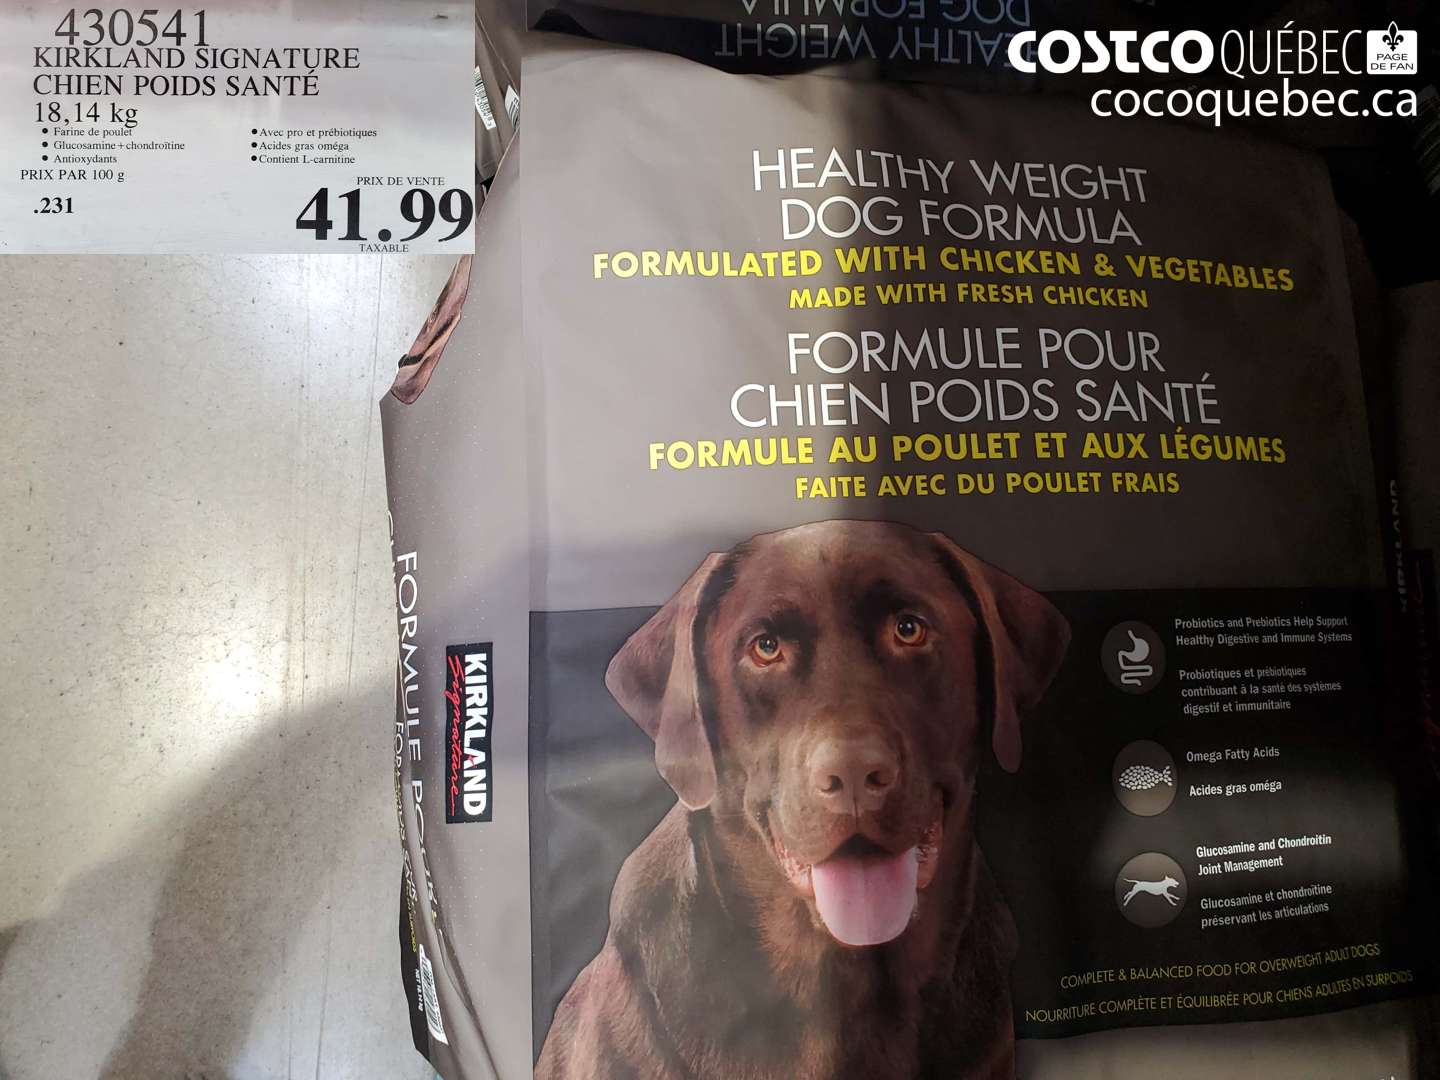 430541
KIRKLAND SIGNATURE
CHIEN POIDS SANTÉ
18,14 kg
• Farine de poulet
• Glucosamine+chondroïtine
• Antioxydants
• Avec pro et prébiotiques
• Acides gras oméga
• Contient L-carnitine
PRIX PAR 100 g
.231
PRIX DE VENTE
41.99
TAXABLE
COSTCO QUÉBEC
PAGE
DE FAN
cocoquebec.ca
DOG FORMULA
HEALTHY WEIGHT
HEALTHY WEIGHT
DOG FORMULA
FORMULATED WITH CHICKEN & VEGETABLES
MADE WITH FRESH CHICKEN
FORMULE POUR
CHIEN POIDS SANTÉ
FORMULE AU POULET ET AUX LÉGUMES
FAITE AVEC DU POULET FRAIS
Probiotics and Prebiotics Help Support
Healthy Digestive and Immune Systems
Probiotiques et prébiotiques
contribuant à la santé des systèmes
digestif et immunitaire
Omega Fatty Acids
Acides gras oméga
Glucosamine and Chondroitin
Joint Management
Glucosamine et chondroïtine
préservant les articulations
COMPLETE & BALANCED FOOD FOR OVERWEIGHT ADULT DOGS
NOURRITURE COMPLÈTE ET ÉQUILIBRÉE POUR CHIENS ADULTES EN SURPOIDS
KIRKLAND
Signature
FORMULE
KIRKLAND